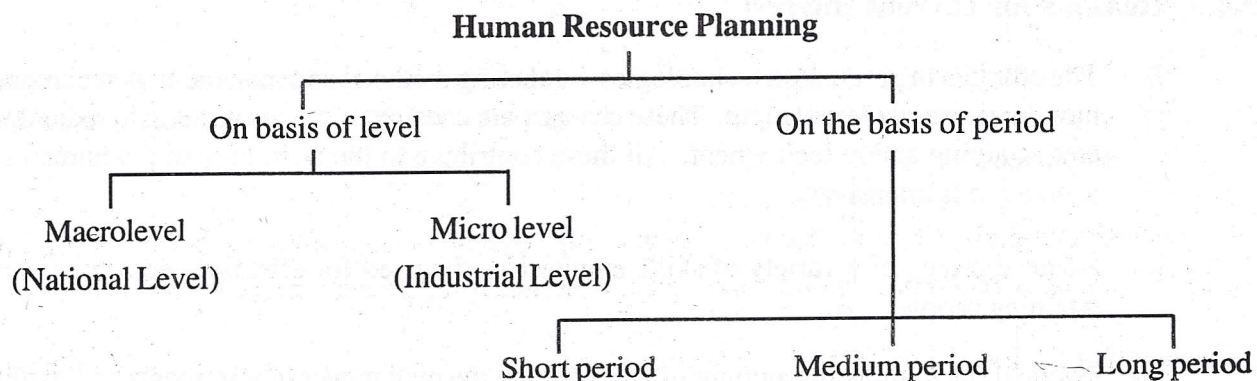 Human Resource Planning
On basis of level
On the basis of period
Macrolevel
Micro level
(National Level)
(Industrial Level)
Short period
Medium period
Long period